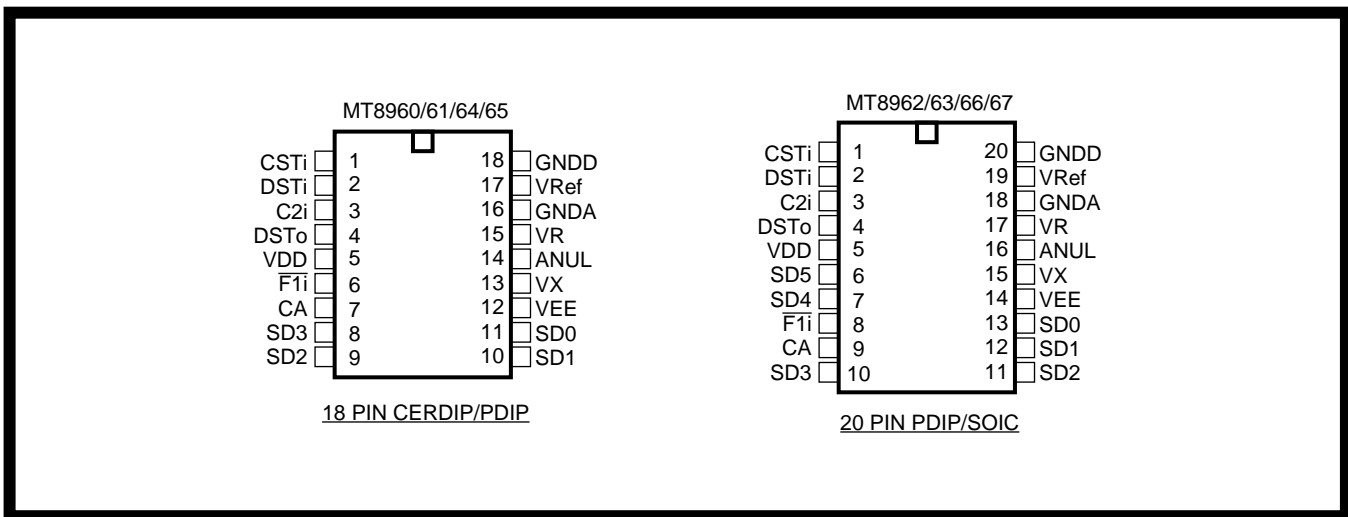 MT8960/61/64/65
CSTi 1 18 GNDD
DSTi 2 17 VRef
C2i 3 16 GNDA
DSTo 4 15 VR
VDD 5 14 ANUL
F1i 6 13 VX
CA 7 12 VEE
SD3 8 11 SD0
SD2 9 10 SD1
18 PIN CERDIP/PDIP
MT8962/63/66/67
CSTi 1 20 GNDD
DSTi 2 19 VRef
C2i 3 18 GNDA
DSTo 4 17 VR
VDD 5 16 ANUL
SD5 6 15 VX
SD4 7 14 VEE
F1i 8 13 SD0
CA 9 12 SD1
SD3 10 11 SD2
20 PIN PDIP/SOIC